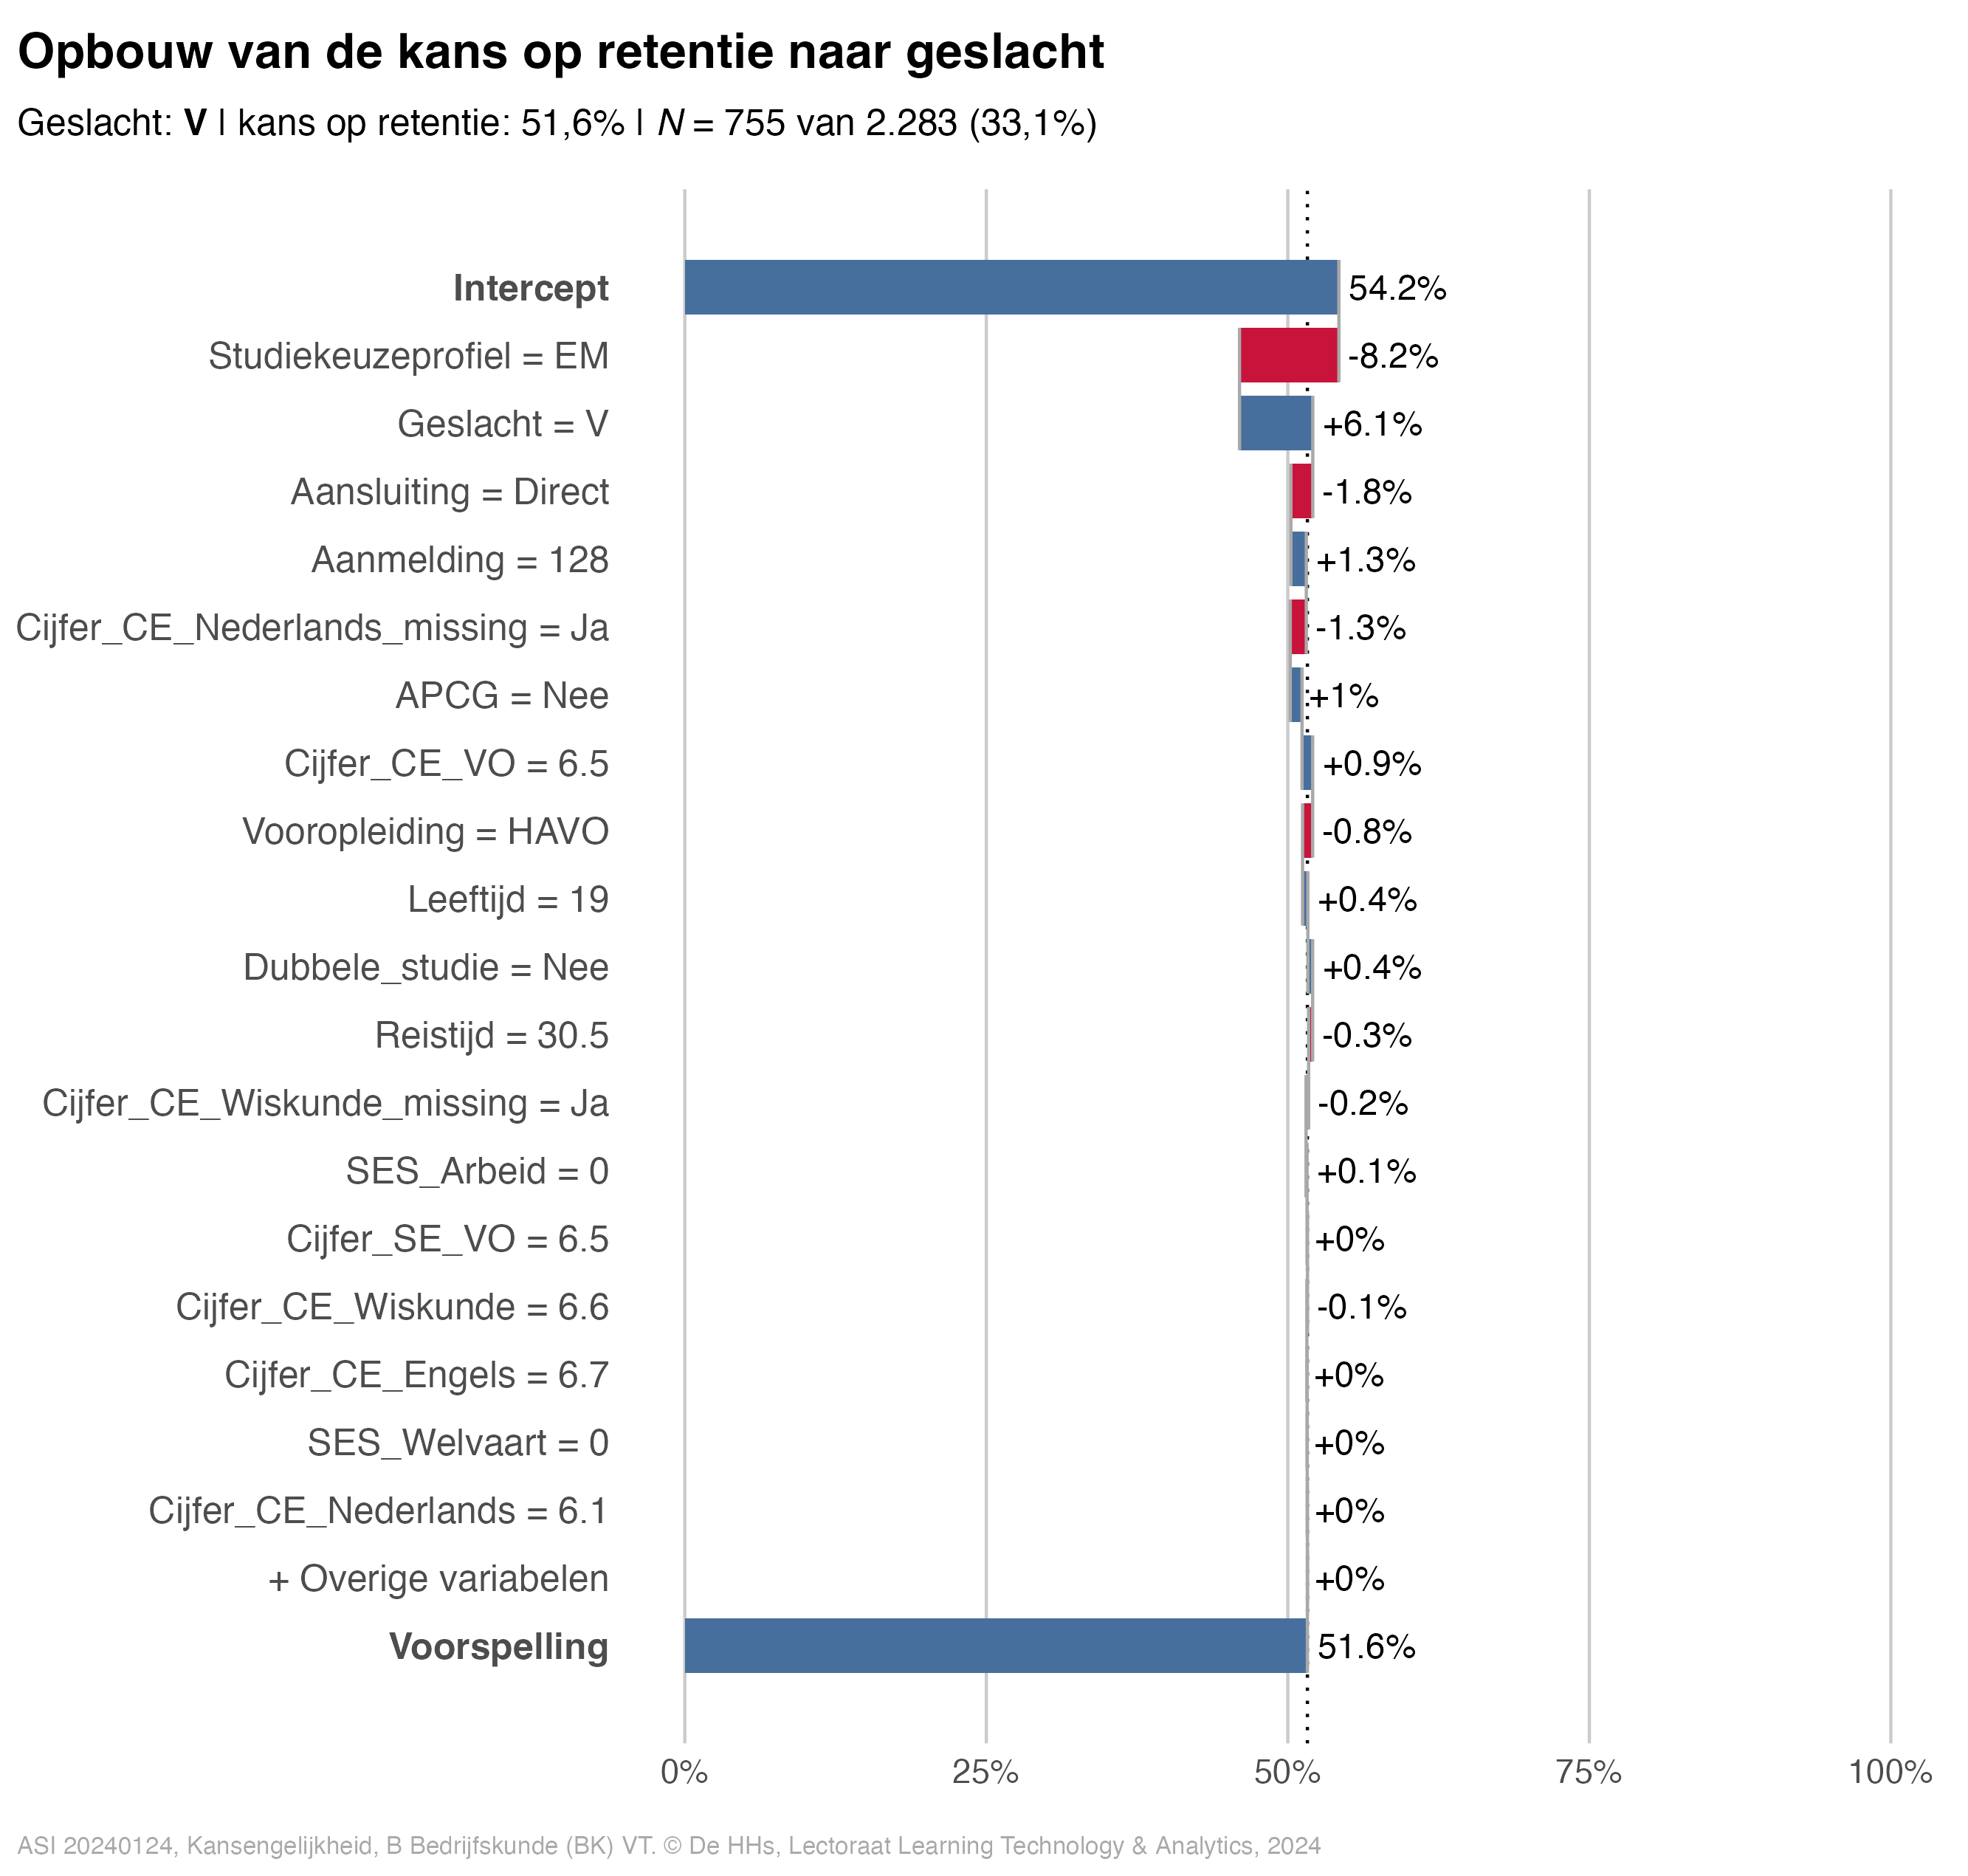 Opbouw van de kans op retentie naar geslacht
Geslacht: V | kans op retentie: 51,6% | N = 755 van 2.283 (33,1%)
Intercept 54.2%
Studiekeuzeprofiel = EM -8.2%
Geslacht = V +6.1%
Aansluiting = Direct -1.8%
Aanmelding = 128 +1.3%
Cijfer_CE_Nederlands_missing = Ja -1.3%
APCG = Nee +1%
Cijfer_CE_VO = 6.5 +0.9%
Vooropleiding = HAVO -0.8%
Leeftijd = 19 +0.4%
Dubbele_studie = Nee +0.4%
Reistijd = 30.5 -0.3%
Cijfer_CE_Wiskunde_missing = Ja -0.2%
SES_Arbeid = 0 +0.1%
Cijfer_SE_VO = 6.5 +0%
Cijfer_CE_Wiskunde = 6.6 -0.1%
Cijfer_CE_Engels = 6.7 +0%
SES_Welvaart = 0 +0%
Cijfer_CE_Nederlands = 6.1 +0%
+ Overige variabelen +0%
Voorspelling 51.6%
0% 25% 50% 75% 100%
ASI 20240124, Kansengelijkheid, B Bedrijfskunde (BK) VT. © De HHs, Lectoraat Learning Technology & Analytics, 2024